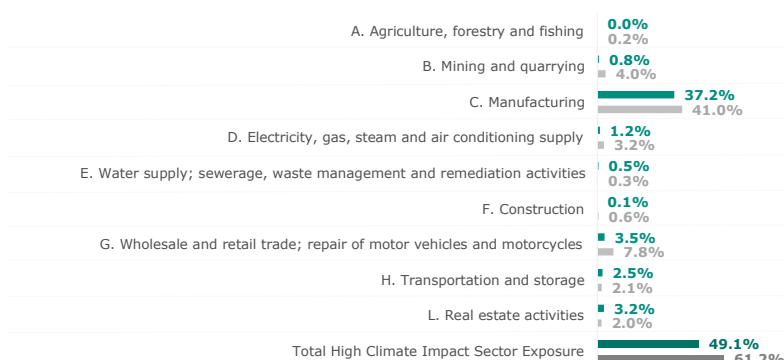 A. Agriculture, forestry and fishing
0.0%
0.2%
B. Mining and quarrying
0.8%
4.0%
C. Manufacturing
37.2%
41.0%
D. Electricity, gas, steam and air conditioning supply
1.2%
3.2%
E. Water supply; sewerage, waste management and remediation activities
0.5%
0.3%
F. Construction
0.1%
0.6%
G. Wholesale and retail trade; repair of motor vehicles and motorcycles
3.5%
7.8%
H. Transportation and storage
2.5%
2.1%
L. Real estate activities
3.2%
2.0%
Total High Climate Impact Sector Exposure
49.1%
61.2%